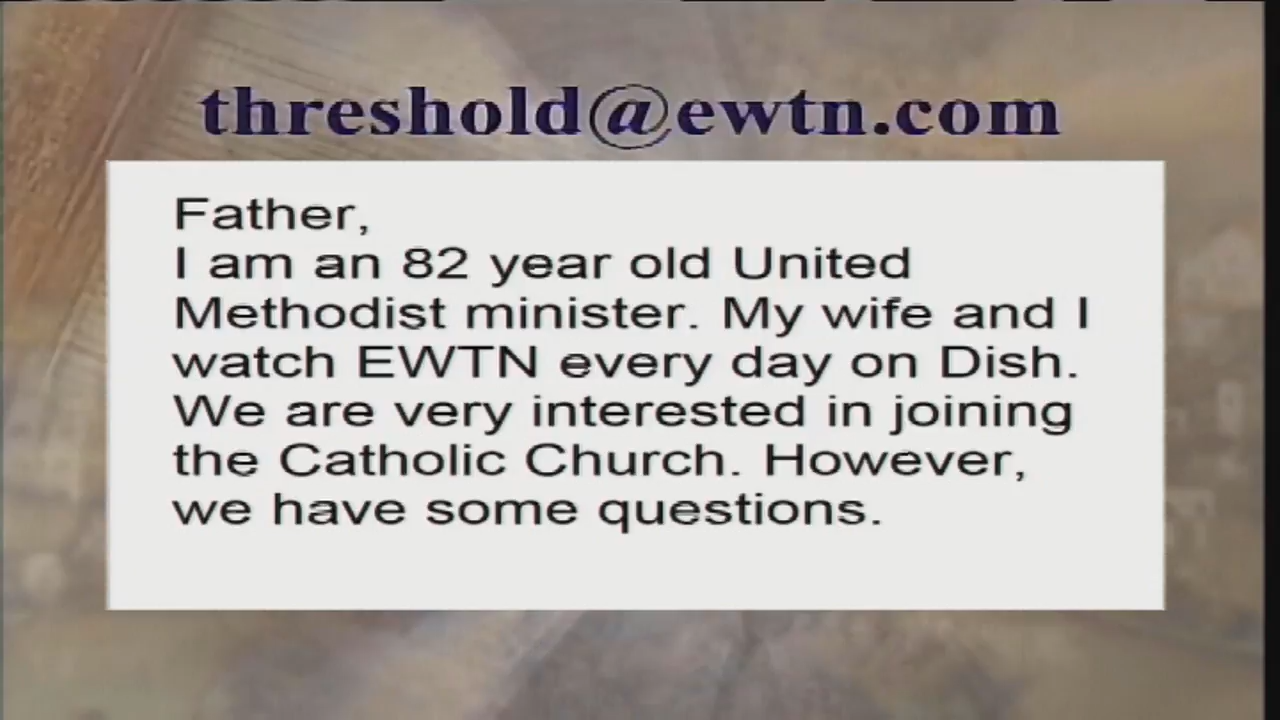 threshold@ewtn.com
Father,
I am an 82 year old United
Methodist minister. My wife and I
watch EWTN every day on Dish.
We are very interested in joining
the Catholic Church. However,
we have some questions.